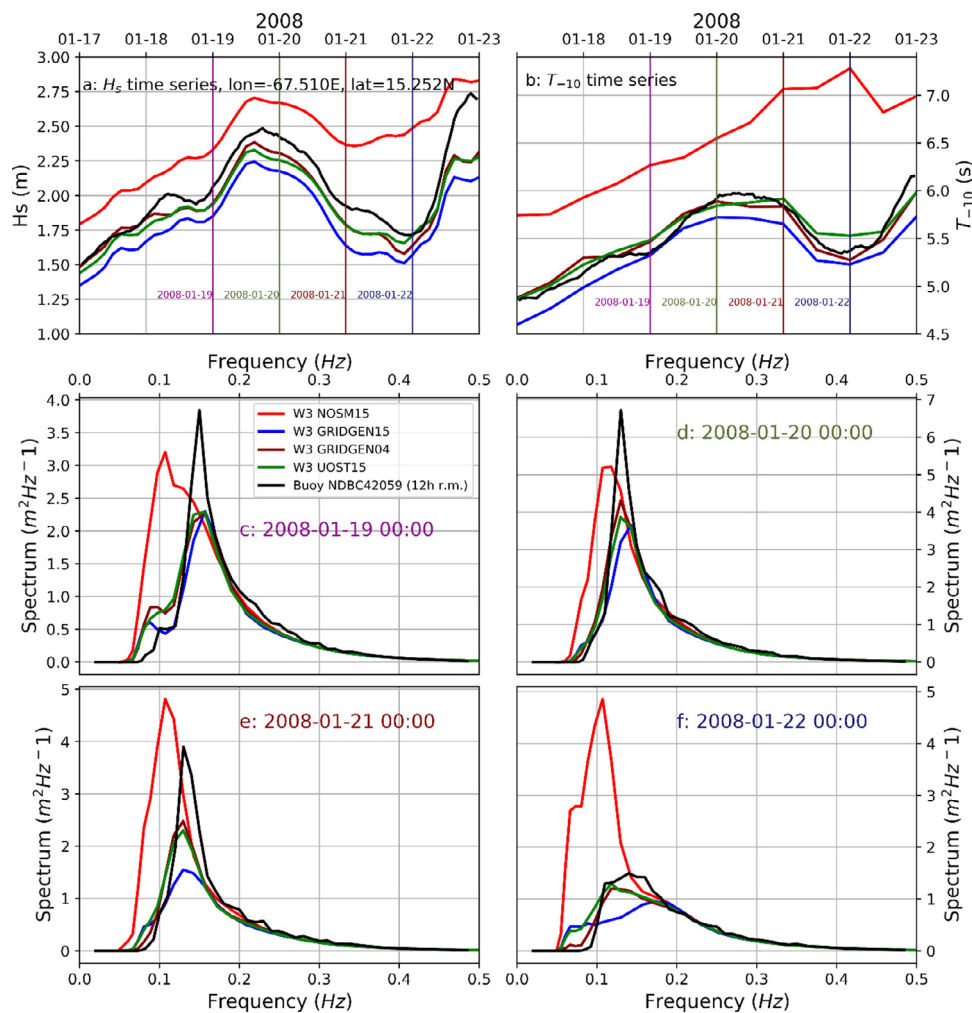 2008
2008
01-17 01-18 01-19 01-20 01-21 01-22 01-23
01-18 01-19 01-20 01-21 01-22 01-23
a: Hs time series, lon=-67.510E, lat=15.252N
b: T−10 time series
Hs (m)
3.00
2.75
2.50
2.25
2.00
1.75
1.50
1.25
1.00
2008-01-19 2008-01-20 2008-01-21 2008-01-22
7.0
6.5
6.0
5.5
5.0
4.5
T−10 (s)
2008-01-19 2008-01-20 2008-01-21 2008-01-22
Frequency (Hz)
Frequency (Hz)
0.0 0.1 0.2 0.3 0.4 0.5
0.0 0.1 0.2 0.3 0.4 0.5
Spectrum (m²Hz−1)
4.0
3.5
3.0
2.5
2.0
1.5
1.0
0.5
0.0
W3 NOSM15
W3 GRIDGEN15
W3 GRIDGEN04
W3 UOST15
Buoy NDBC42059 (12h r.m.)
c: 2008-01-19 00:00
d: 2008-01-20 00:00
7
6
5
4
3
2
1
0
Spectrum (m²Hz−1)
Spectrum (m²Hz−1)
5
4
3
2
1
0
e: 2008-01-21 00:00
f: 2008-01-22 00:00
5
4
3
2
1
0
Spectrum (m²Hz−1)
0.0 0.1 0.2 0.3 0.4 0.5
0.0 0.1 0.2 0.3 0.4 0.5
Frequency (Hz)
Frequency (Hz)